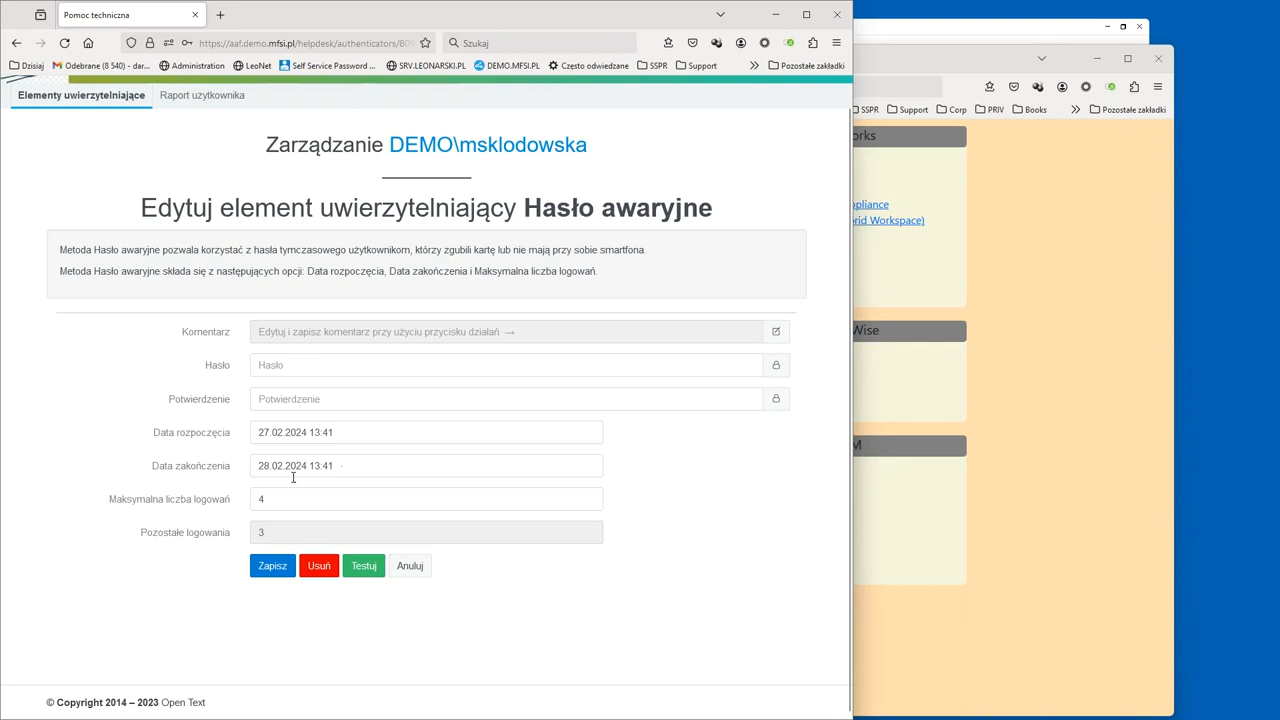 Pomoc techniczna
https://aaf.demo.mfsi.pl/helpdesk/authenticators/805
Szukaj
Dzisiaj
Odebrane (8 540) - dar...
Administration
LeoNet
Self Service Password ...
SRV.LEONARSKI.PL
DEMO.MFSI.PL
Często odwiedzane
SSPR
Support
Pozostałe zakładki
Elementy uwierzytelniające
Raport użytkownika
Zarządzanie DEMO\msklodowska
Edytuj element uwierzytelniający Hasło awaryjne
Metoda Hasło awaryjne pozwala korzystać z hasła tymczasowego użytkownikom, którzy zgubili kartę lub nie mają przy sobie smartfona.
Metoda Hasło awaryjne składa się z następujących opcji: Data rozpoczęcia, Data zakończenia i Maksymalna liczba logowań.
Komentarz
Edytuj i zapisz komentarz przy użyciu przycisku działań →
Hasło
Hasło
Potwierdzenie
Potwierdzenie
Data rozpoczęcia
27.02.2024 13:41
Data zakończenia
28.02.2024 13:41
Maksymalna liczba logowań
4
Pozostałe logowania
3
Zapisz
Usuń
Testuj
Anuluj
© Copyright 2014 – 2023 Open Text
SSPR
Support
Corp
PRIV
Books
Pozostałe zakładki
orks
pliance
rid Workspace)
Wise
M